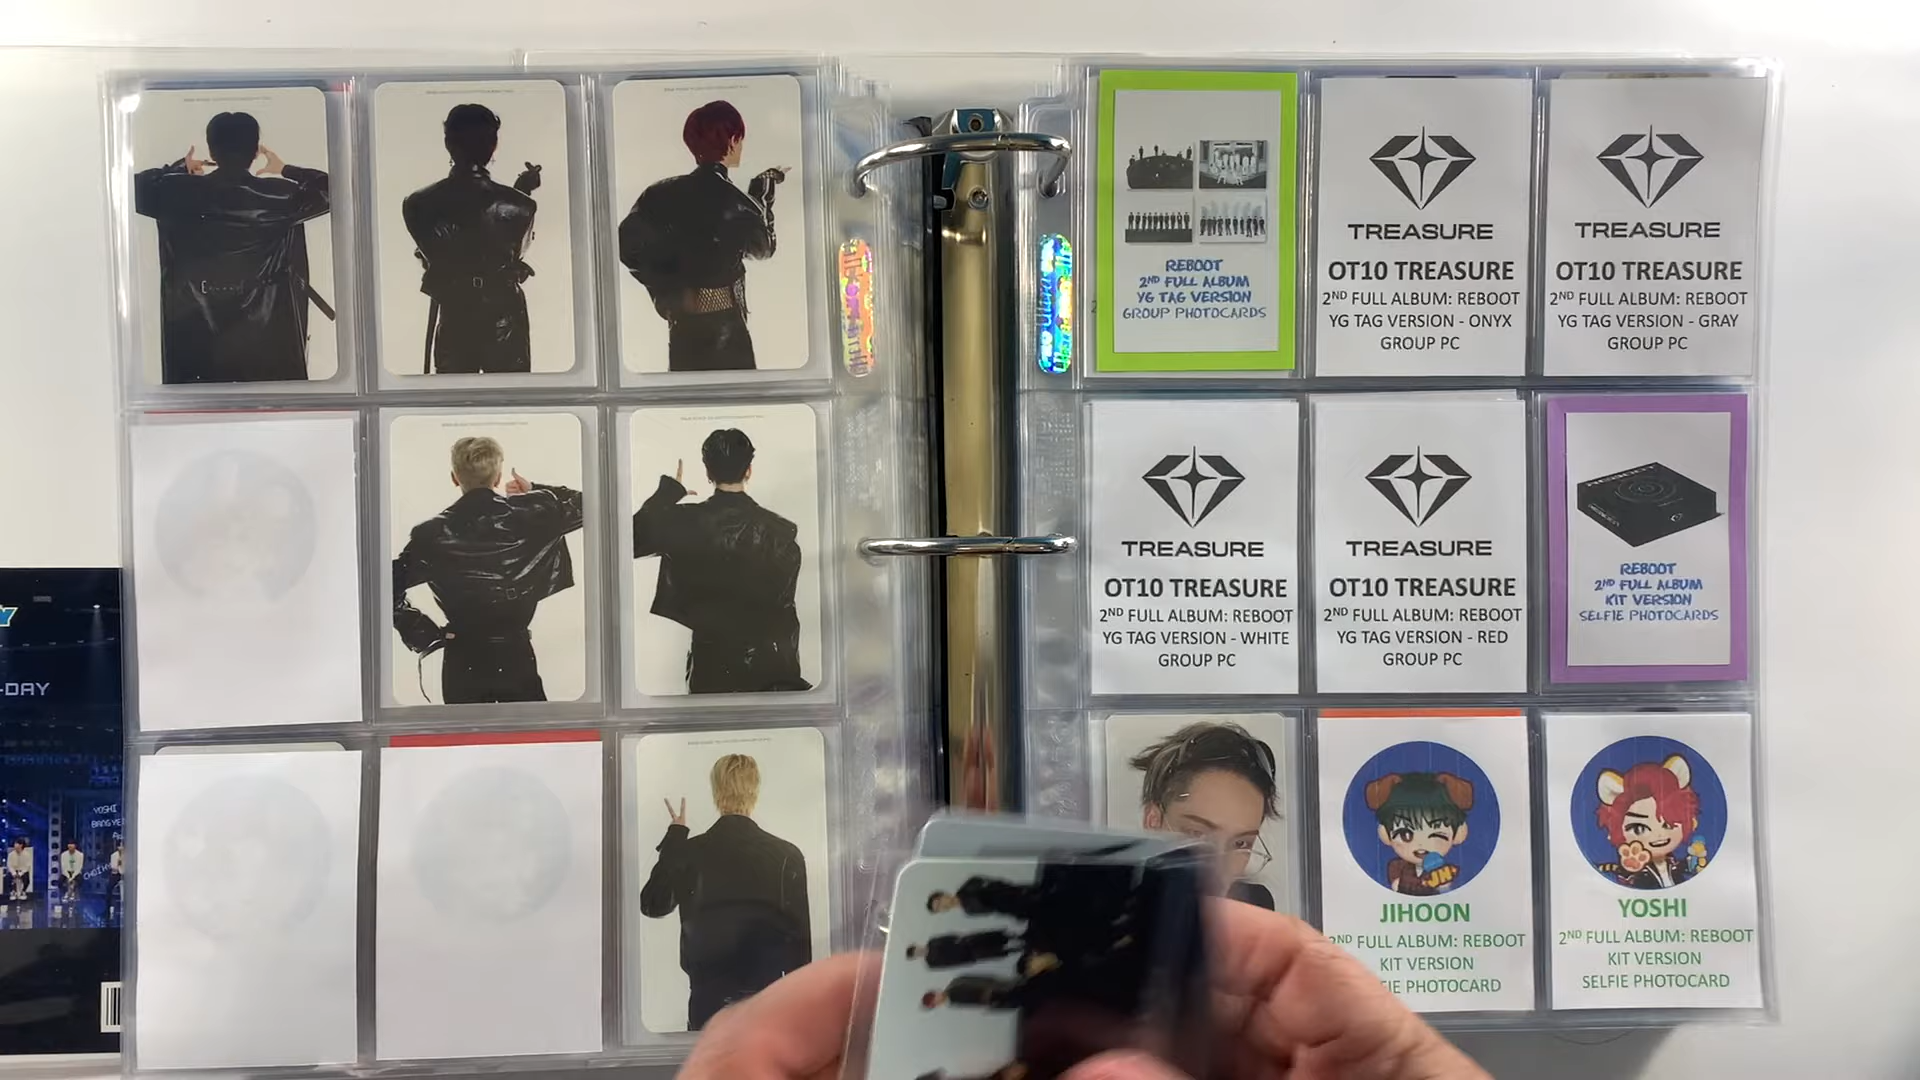 REBOOT
2ND FULL ALBUM
YG TAG VERSION
GROUP PHOTOCARDS
TREASURE
OT10 TREASURE
2ND FULL ALBUM: REBOOT
YG TAG VERSION - ONYX
GROUP PC
TREASURE
OT10 TREASURE
2ND FULL ALBUM: REBOOT
YG TAG VERSION - GRAY
GROUP PC
TREASURE
OT10 TREASURE
2ND FULL ALBUM: REBOOT
YG TAG VERSION - WHITE
GROUP PC
TREASURE
OT10 TREASURE
2ND FULL ALBUM: REBOOT
YG TAG VERSION - RED
GROUP PC
REBOOT
2ND FULL ALBUM
KIT VERSION
SELFIE PHOTOCARDS
JIHOON
2ND FULL ALBUM: REBOOT
KIT VERSION
PHOTOCARD
YOSHI
2ND FULL ALBUM: REBOOT
KIT VERSION
SELFIE PHOTOCARD
-DAY
YOSHI